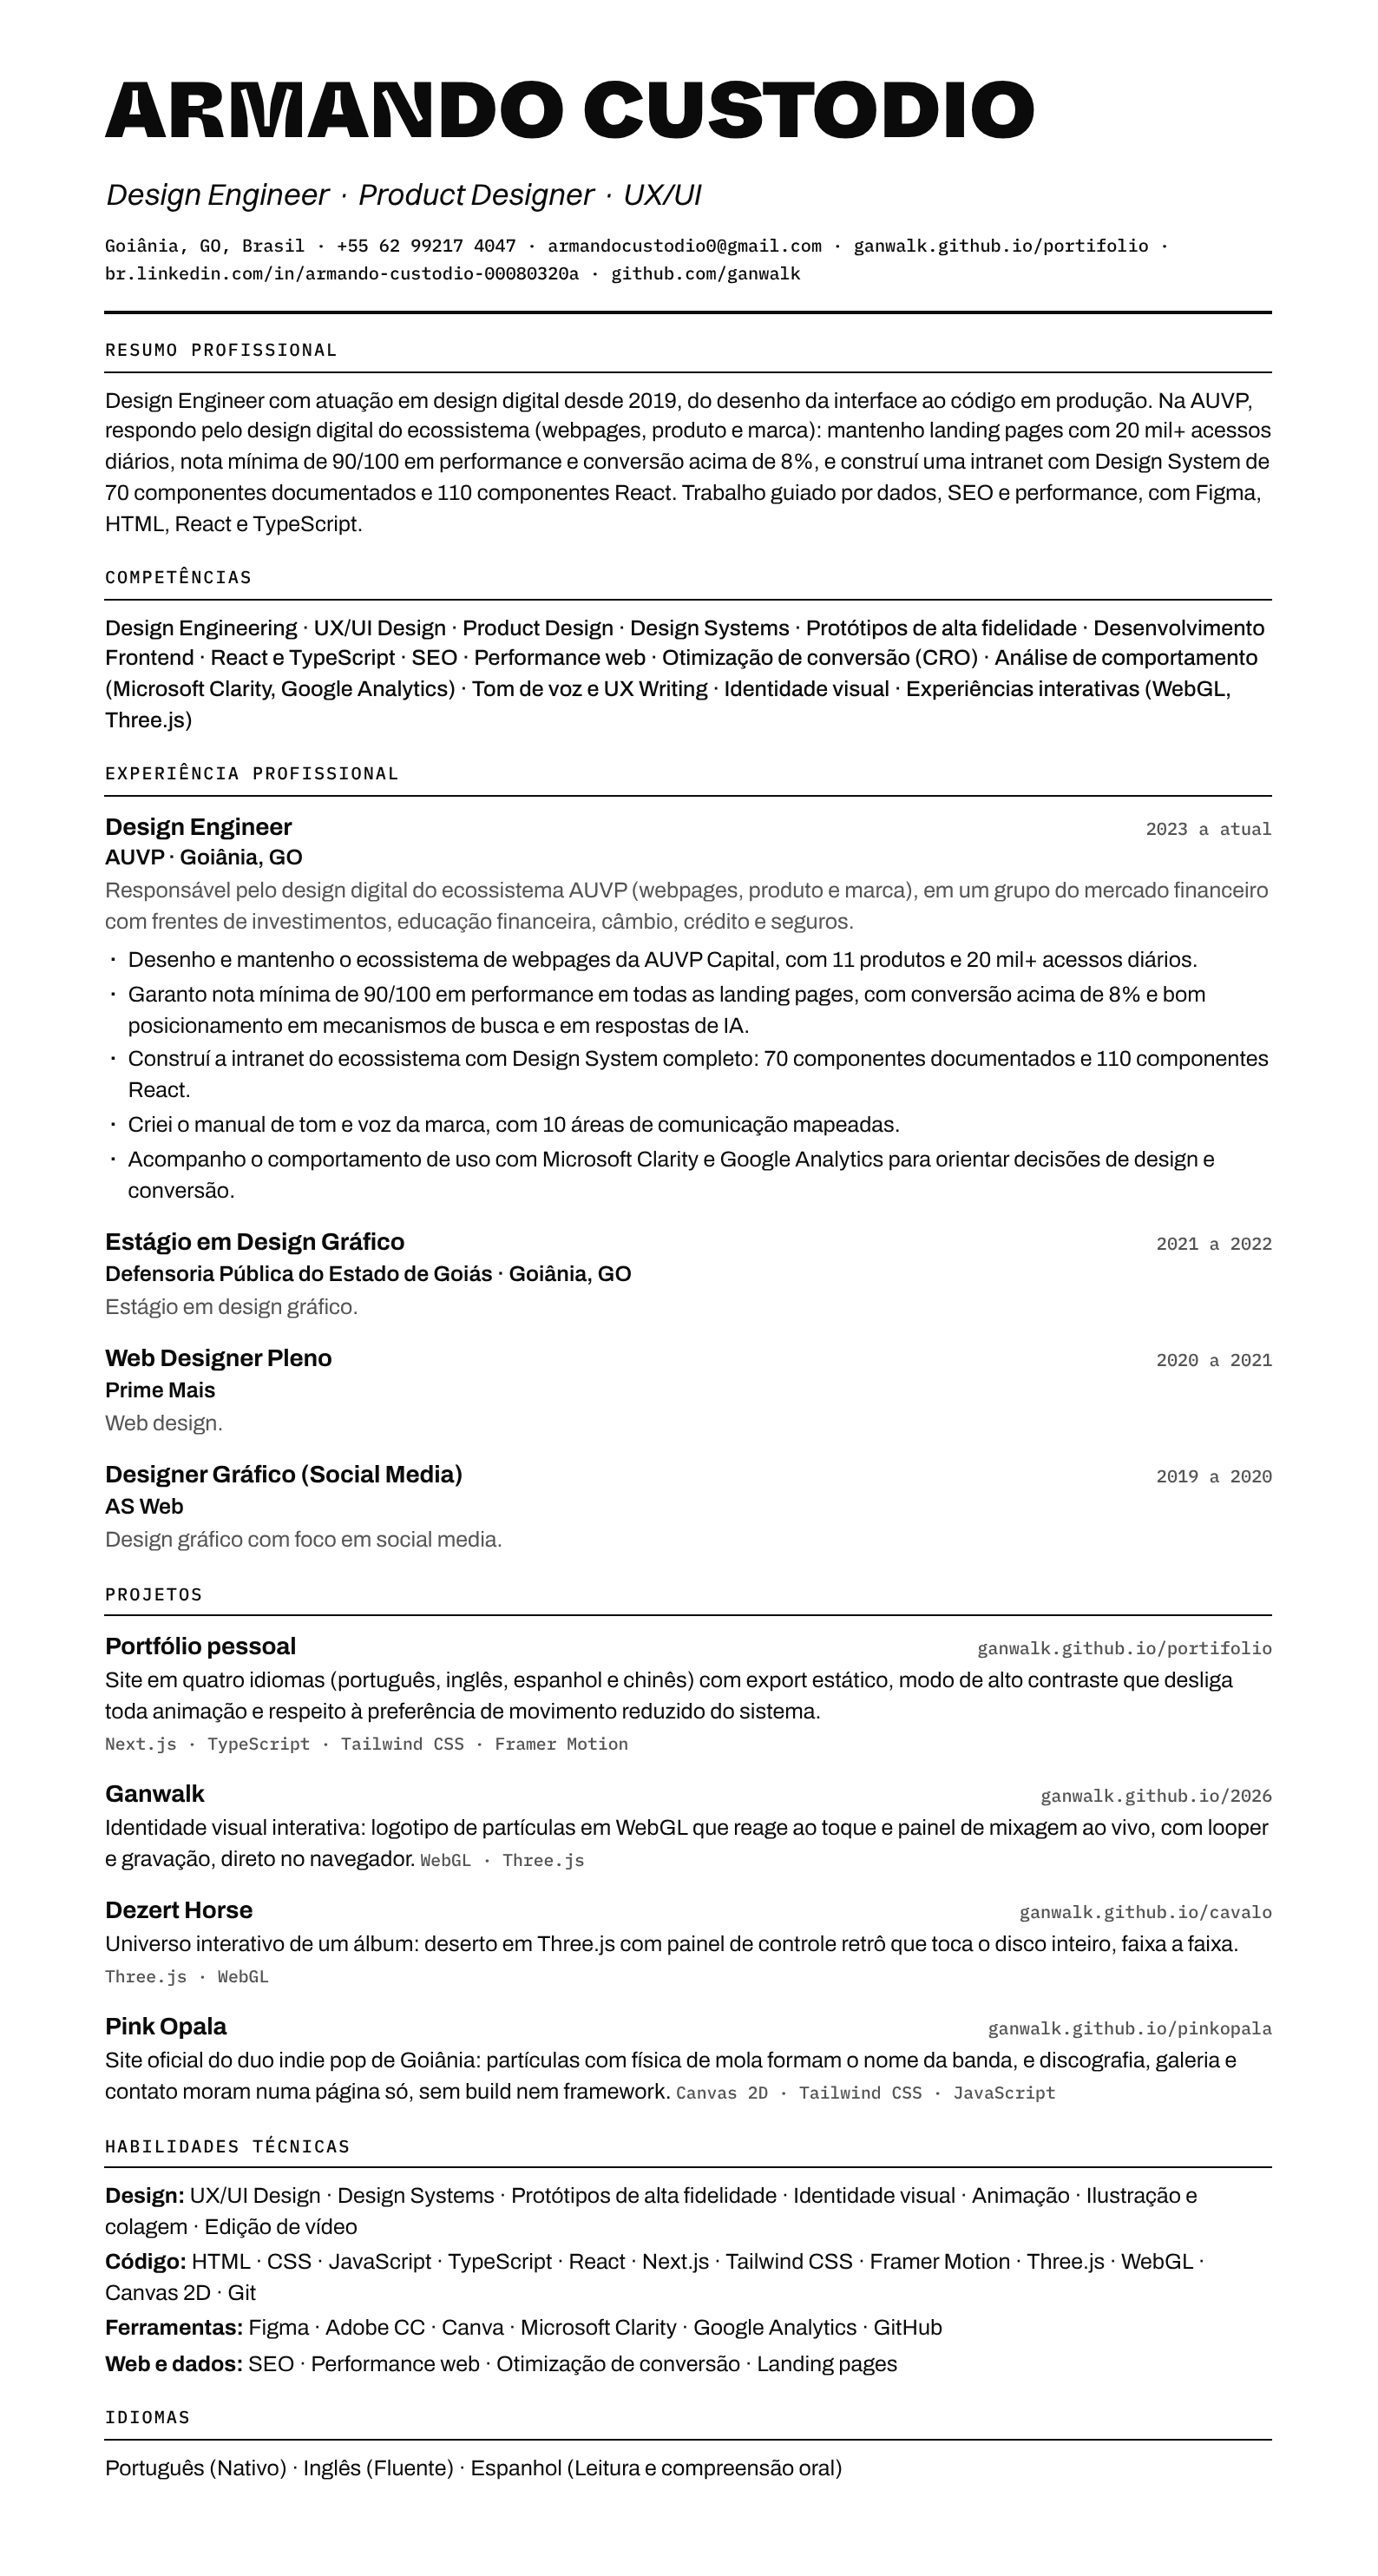 ARMANDO CUSTODIO
Design Engineer · Product Designer · UX/UI
Goiânia, GO, Brasil · +55 62 99217 4047 · armandocustodio0@gmail.com · ganwalk.github.io/portifolio ·
br.linkedin.com/in/armando-custodio-00080320a · github.com/ganwalk
RESUMO PROFISSIONAL
Design Engineer com atuação em design digital desde 2019, do desenho da interface ao código em produção. Na AUVP,
respondo pelo design digital do ecossistema (webpages, produto e marca): mantenho landing pages com 20 mil+ acessos
diários, nota mínima de 90/100 em performance e conversão acima de 8%, e construí uma intranet com Design System de
70 componentes documentados e 110 componentes React. Trabalho guiado por dados, SEO e performance, com Figma,
HTML, React e TypeScript.
COMPETÊNCIAS
Design Engineering · UX/UI Design · Product Design · Design Systems · Protótipos de alta fidelidade · Desenvolvimento
Frontend · React e TypeScript · SEO · Performance web · Otimização de conversão (CRO) · Análise de comportamento
(Microsoft Clarity, Google Analytics) · Tom de voz e UX Writing · Identidade visual · Experiências interativas (WebGL,
Three.js)
EXPERIÊNCIA PROFISSIONAL
Design Engineer 2023 a atual
AUVP · Goiânia, GO
Responsável pelo design digital do ecossistema AUVP (webpages, produto e marca), em um grupo do mercado financeiro
com frentes de investimentos, educação financeira, câmbio, crédito e seguros.
· Desenho e mantenho o ecossistema de webpages da AUVP Capital, com 11 produtos e 20 mil+ acessos diários.
· Garanto nota mínima de 90/100 em performance em todas as landing pages, com conversão acima de 8% e bom
posicionamento em mecanismos de busca e em respostas de IA.
· Construí a intranet do ecossistema com Design System completo: 70 componentes documentados e 110 componentes
React.
· Criei o manual de tom e voz da marca, com 10 áreas de comunicação mapeadas.
· Acompanho o comportamento de uso com Microsoft Clarity e Google Analytics para orientar decisões de design e
conversão.
Estágio em Design Gráfico 2021 a 2022
Defensoria Pública do Estado de Goiás · Goiânia, GO
Estágio em design gráfico.
Web Designer Pleno 2020 a 2021
Prime Mais
Web design.
Designer Gráfico (Social Media) 2019 a 2020
AS Web
Design gráfico com foco em social media.
PROJETOS
Portfólio pessoal ganwalk.github.io/portifolio
Site em quatro idiomas (português, inglês, espanhol e chinês) com export estático, modo de alto contraste que desliga
toda animação e respeito à preferência de movimento reduzido do sistema.
Next.js · TypeScript · Tailwind CSS · Framer Motion
Ganwalk ganwalk.github.io/2026
Identidade visual interativa: logotipo de partículas em WebGL que reage ao toque e painel de mixagem ao vivo, com looper
e gravação, direto no navegador. WebGL · Three.js
Dezert Horse ganwalk.github.io/cavalo
Universo interativo de um álbum: deserto em Three.js com painel de controle retrô que toca o disco inteiro, faixa a faixa.
Three.js · WebGL
Pink Opala ganwalk.github.io/pinkopala
Site oficial do duo indie pop de Goiânia: partículas com física de mola formam o nome da banda, e discografia, galeria e
contato moram numa página só, sem build nem framework. Canvas 2D · Tailwind CSS · JavaScript
HABILIDADES TÉCNICAS
Design: UX/UI Design · Design Systems · Protótipos de alta fidelidade · Identidade visual · Animação · Ilustração e
colagem · Edição de vídeo
Código: HTML · CSS · JavaScript · TypeScript · React · Next.js · Tailwind CSS · Framer Motion · Three.js · WebGL ·
Canvas 2D · Git
Ferramentas: Figma · Adobe CC · Canva · Microsoft Clarity · Google Analytics · GitHub
Web e dados: SEO · Performance web · Otimização de conversão · Landing pages
IDIOMAS
Português (Nativo) · Inglês (Fluente) · Espanhol (Leitura e compreensão oral)